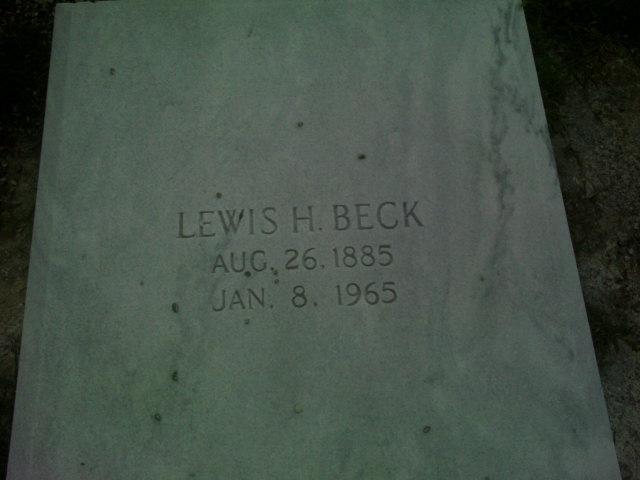 LEWIS H. BECK
AUG. 26. 1885
JAN. 8. 1965